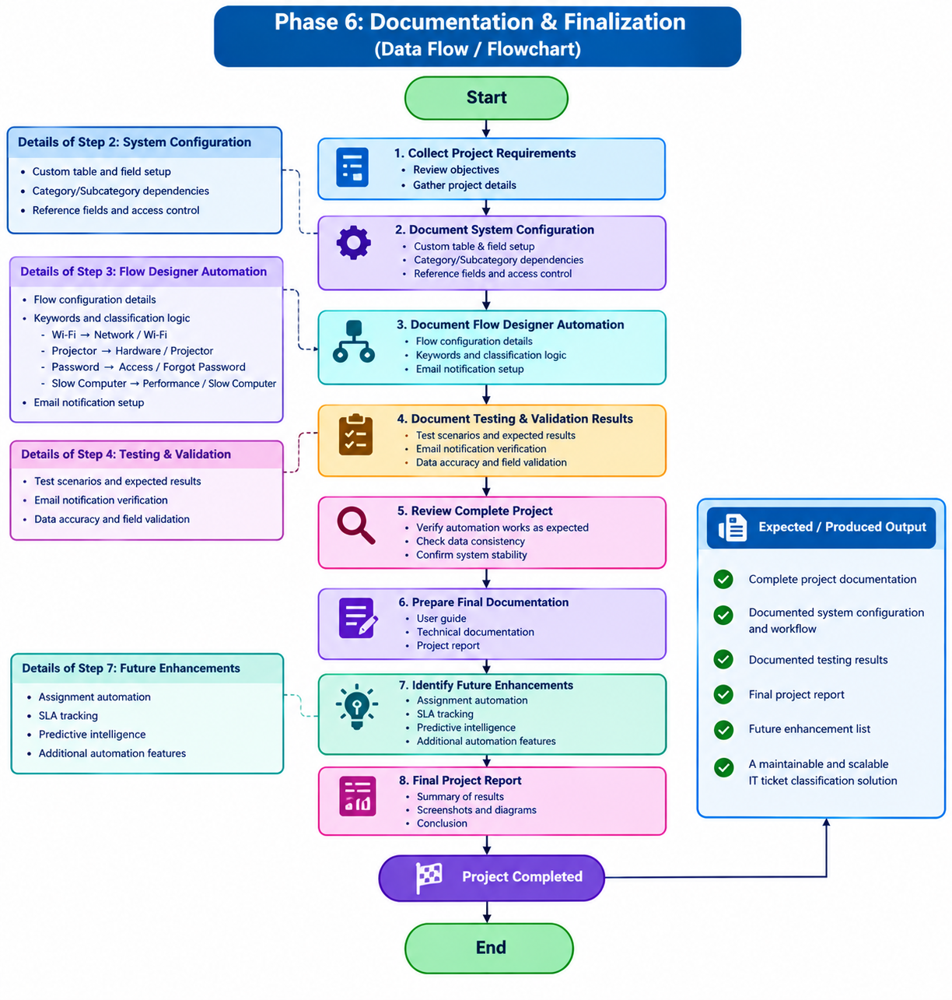 Phase 6: Documentation & Finalization
(Data Flow / Flowchart)
Start
Details of Step 2: System Configuration
• Custom table and field setup
• Category/Subcategory dependencies
• Reference fields and access control
1. Collect Project Requirements
• Review objectives
• Gather project details
2. Document System Configuration
• Custom table & field setup
• Category/Subcategory dependencies
• Reference fields and access control
Details of Step 3: Flow Designer Automation
• Flow configuration details
• Keywords and classification logic
- Wi-Fi → Network / Wi-Fi
- Projector → Hardware / Projector
- Password → Access / Forgot Password
- Slow Computer → Performance / Slow Computer
• Email notification setup
3. Document Flow Designer Automation
• Flow configuration details
• Keywords and classification logic
• Email notification setup
4. Document Testing & Validation Results
• Test scenarios and expected results
• Email notification verification
• Data accuracy and field validation
Details of Step 4: Testing & Validation
• Test scenarios and expected results
• Email notification verification
• Data accuracy and field validation
5. Review Complete Project
• Verify automation works as expected
• Check data consistency
• Confirm system stability
6. Prepare Final Documentation
• User guide
• Technical documentation
• Project report
Details of Step 7: Future Enhancements
• Assignment automation
• SLA tracking
• Predictive intelligence
• Additional automation features
7. Identify Future Enhancements
• Assignment automation
• SLA tracking
• Predictive intelligence
• Additional automation features
8. Final Project Report
• Summary of results
• Screenshots and diagrams
• Conclusion
Project Completed
End
Expected / Produced Output
Complete project documentation
Documented system configuration
and workflow
Documented testing results
Final project report
Future enhancement list
A maintainable and scalable
IT ticket classification solution